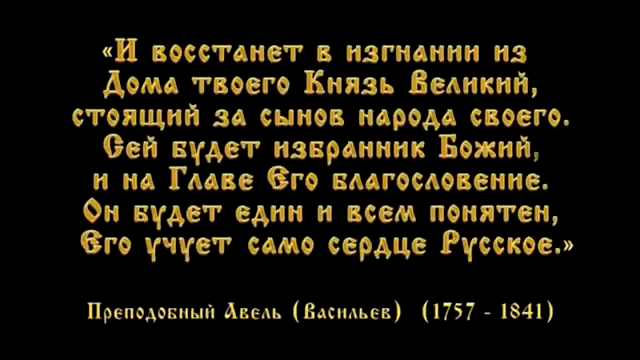 «И восстанет в изгнании из
Дома твоего Князь Великий,
стоящий за сынов народа своего.
Сей будет избранник Божий,
и на Главе Его благословение.
Он будет един и всем понятен,
Его учует само сердце Русское.»
Преподобный Авель (Васильев) (1757 - 1841)